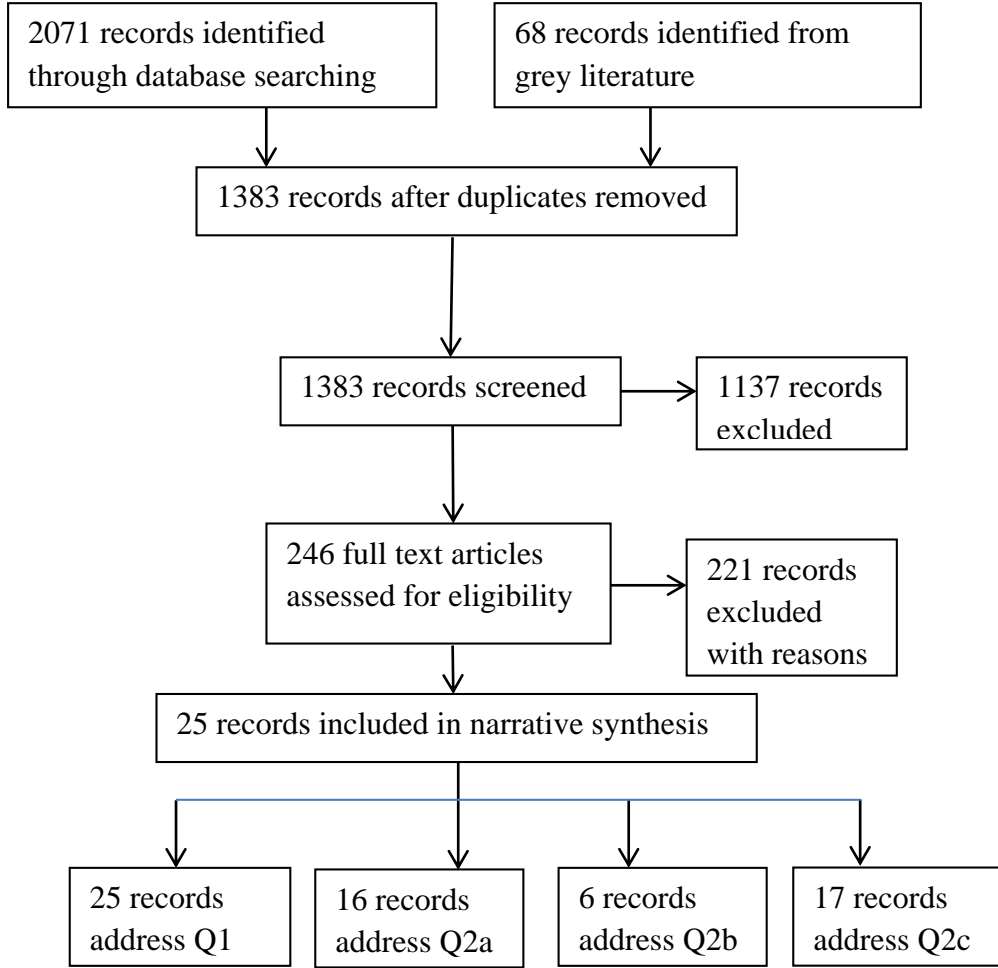 2071 records identified
through database searching
68 records identified from
grey literature
1383 records after duplicates removed
1383 records screened
1137 records
excluded
246 full text articles
assessed for eligibility
221 records
excluded
with reasons
25 records included in narrative synthesis
25 records
address Q1
16 records
address Q2a
6 records
address Q2b
17 records
address Q2c